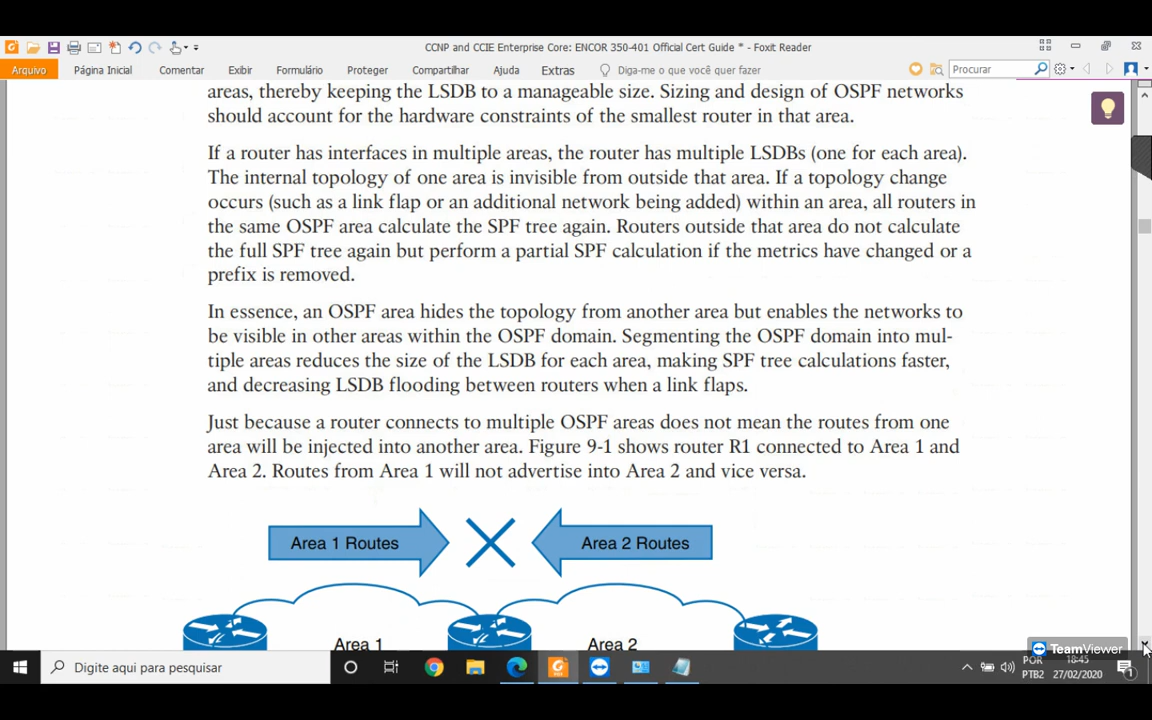 CCNP and CCIE Enterprise Core: ENCOR 350-401 Official Cert Guide * - Foxit Reader
Arquivo Página Inicial Comentar Exibir Formulário Proteger Compartilhar Ajuda Extras Diga-me o que você quer fazer Procurar
areas, thereby keeping the LSDB to a manageable size. Sizing and design of OSPF networks
should account for the hardware constraints of the smallest router in that area.
If a router has interfaces in multiple areas, the router has multiple LSDBs (one for each area).
The internal topology of one area is invisible from outside that area. If a topology change
occurs (such as a link flap or an additional network being added) within an area, all routers in
the same OSPF area calculate the SPF tree again. Routers outside that area do not calculate
the full SPF tree again but perform a partial SPF calculation if the metrics have changed or a
prefix is removed.
In essence, an OSPF area hides the topology from another area but enables the networks to
be visible in other areas within the OSPF domain. Segmenting the OSPF domain into mul-
tiple areas reduces the size of the LSDB for each area, making SPF tree calculations faster,
and decreasing LSDB flooding between routers when a link flaps.
Just because a router connects to multiple OSPF areas does not mean the routes from one
area will be injected into another area. Figure 9-1 shows router R1 connected to Area 1 and
Area 2. Routes from Area 1 will not advertise into Area 2 and vice versa.
Area 1 Routes Area 2 Routes
Area 1 Area 2
TeamViewer
Digite aqui para pesquisar
POR 18:45
PTB2 27/02/2020 1